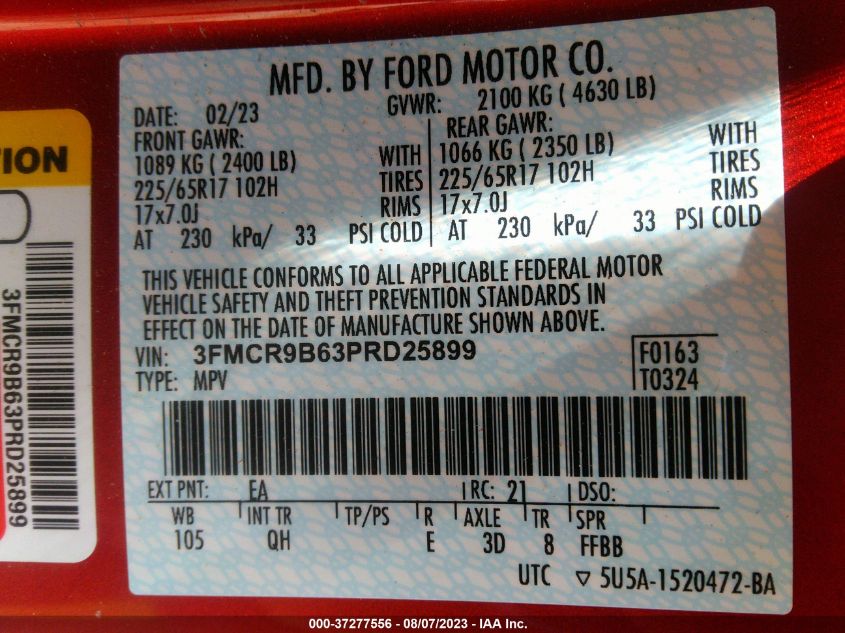 MFD. BY FORD MOTOR CO.
DATE: 02/23 GVWR: 2100 KG ( 4630 LB)
FRONT GAWR: REAR GAWR:
1089 KG ( 2400 LB) WITH 1066 KG ( 2350 LB) WITH
225/65R17 102H TIRES 225/65R17 102H TIRES
17x7.0J RIMS 17x7.0J RIMS
AT 230 kPa/ 33 PSI COLD AT 230 kPa/ 33 PSI COLD
THIS VEHICLE CONFORMS TO ALL APPLICABLE FEDERAL MOTOR
VEHICLE SAFETY AND THEFT PREVENTION STANDARDS IN
EFFECT ON THE DATE OF MANUFACTURE SHOWN ABOVE.
VIN: 3FMCR9B63PRD25899 F0163
TYPE: MPV T0324
EXT PNT: EA RC: 21 DSO:
WB INT TR TP/PS R AXLE TR SPR
105 QH E 3D 8 FFBB
UTC ▽ 5U5A-1520472-BA
TION
3FMCR9B63PRD25899
000-37277556 - 08/07/2023 - IAA Inc.